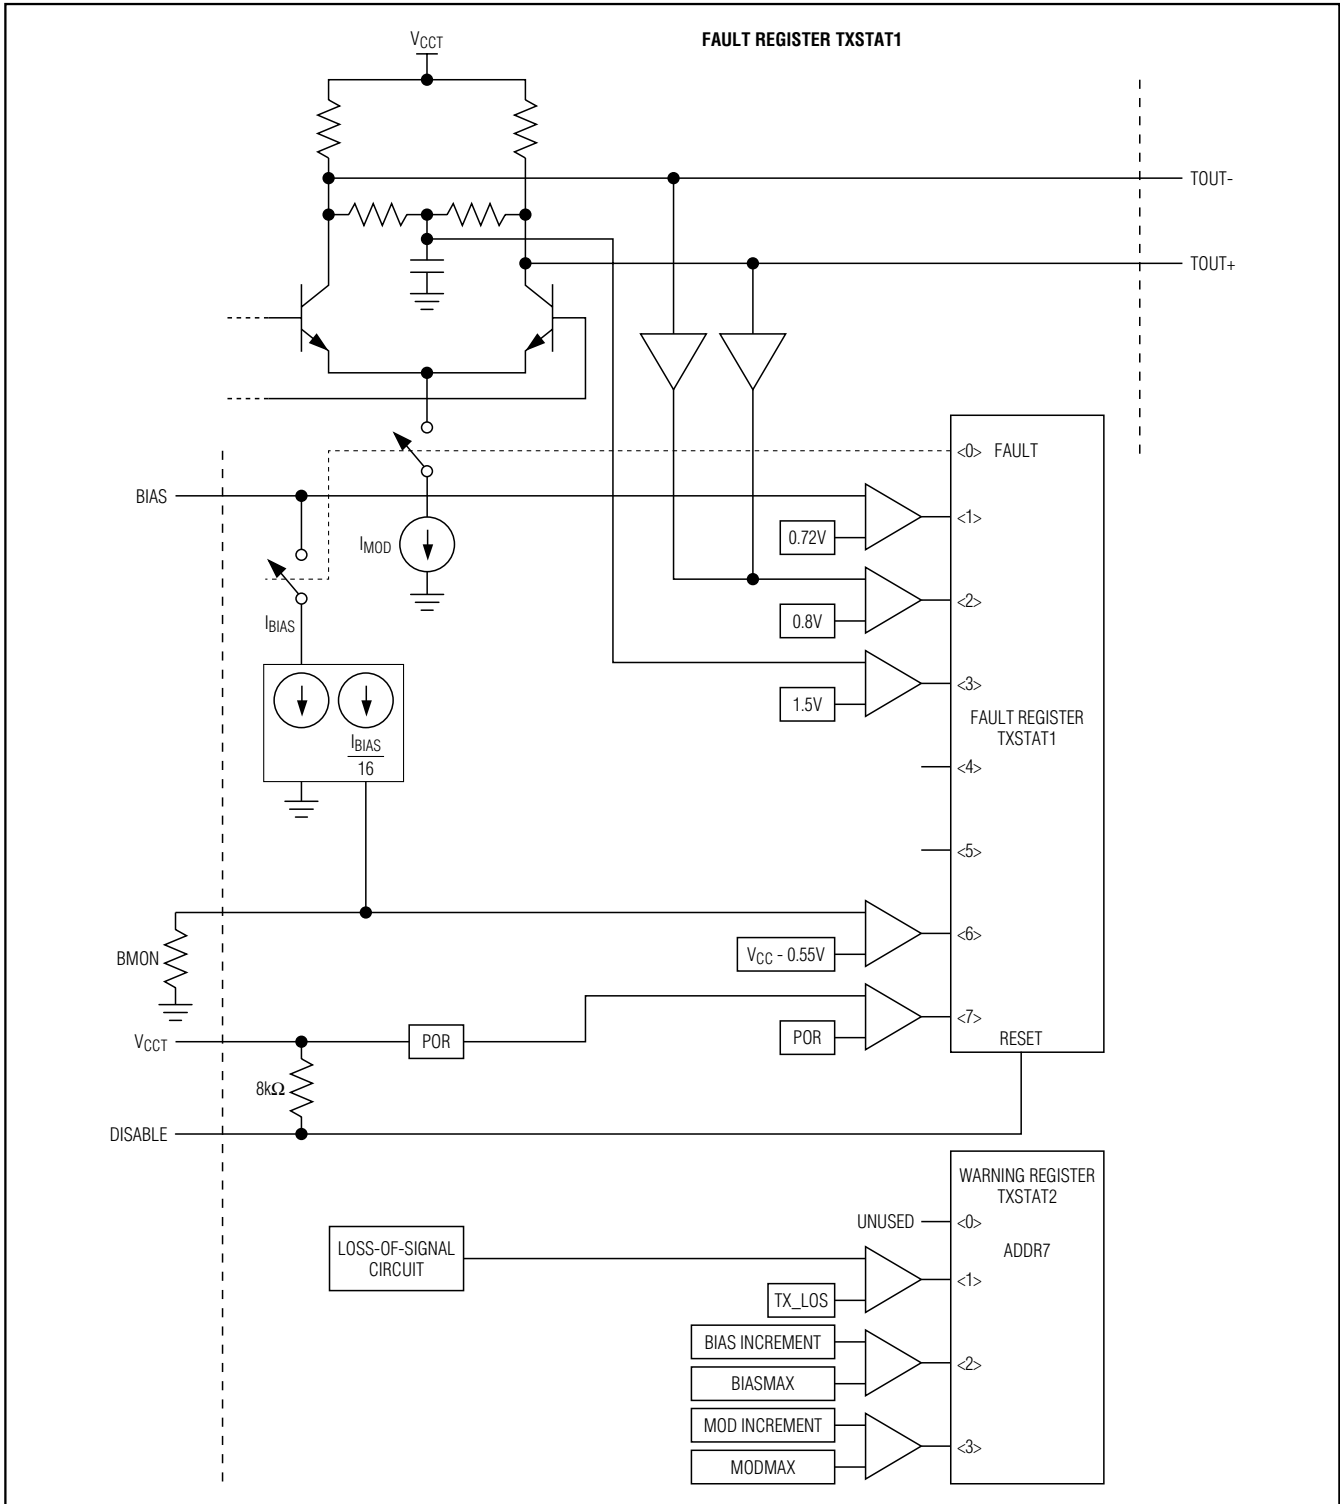 VCCT
FAULT REGISTER TXSTAT1
TOUT-
TOUT+
<0> FAULT
BIAS
<1>
0.72V
IMOD
<2>
0.8V
IBIAS
<3>
1.5V
FAULT REGISTER
TXSTAT1
IBIAS
16
<4>
<5>
<6>
BMON
VCC - 0.55V
<7>
VCCT
POR
POR
RESET
8kΩ
DISABLE
WARNING REGISTER
TXSTAT2
UNUSED
<0>
LOSS-OF-SIGNAL
CIRCUIT
ADDR7
<1>
TX_LOS
BIAS INCREMENT
<2>
BIASMAX
MOD INCREMENT
<3>
MODMAX